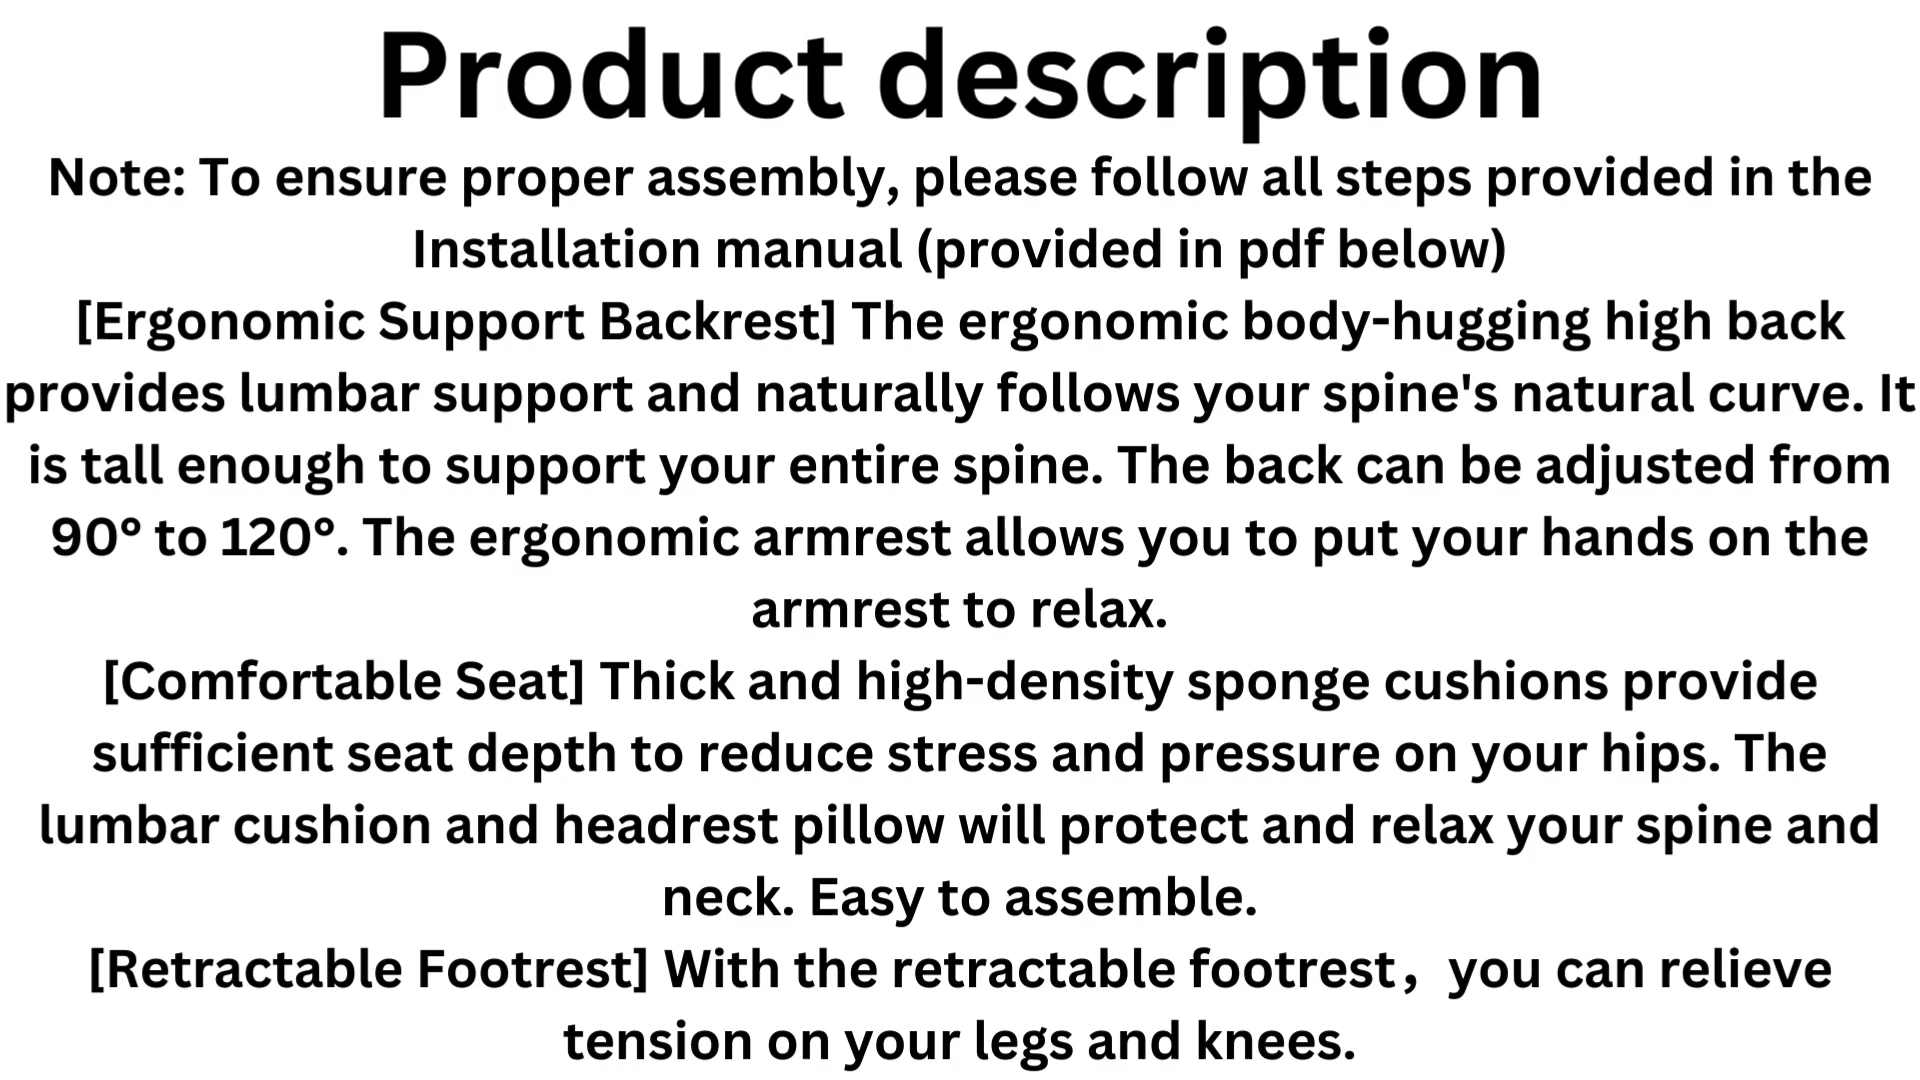 Product description
Note: To ensure proper assembly, please follow all steps provided in the
Installation manual (provided in pdf below)
[Ergonomic Support Backrest] The ergonomic body-hugging high back
provides lumbar support and naturally follows your spine's natural curve. It
is tall enough to support your entire spine. The back can be adjusted from
90° to 120°. The ergonomic armrest allows you to put your hands on the
armrest to relax.
[Comfortable Seat] Thick and high-density sponge cushions provide
sufficient seat depth to reduce stress and pressure on your hips. The
lumbar cushion and headrest pillow will protect and relax your spine and
neck. Easy to assemble.
[Retractable Footrest] With the retractable footrest，you can relieve
tension on your legs and knees.